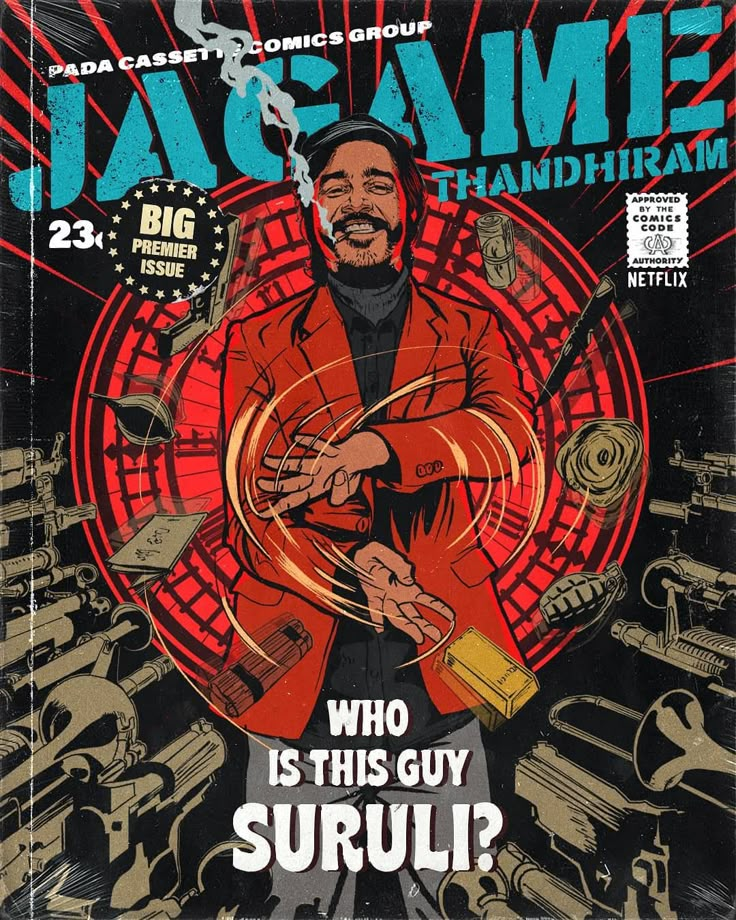 PADA CASSETTE COMICS GROUP
JAGAME
THANDHIRAM
23¢
BIG
PREMIER
ISSUE
APPROVED
BY THE
COMICS
CODE
CA
AUTHORITY
NETFLIX
WHO
IS THIS GUY
SURULI?